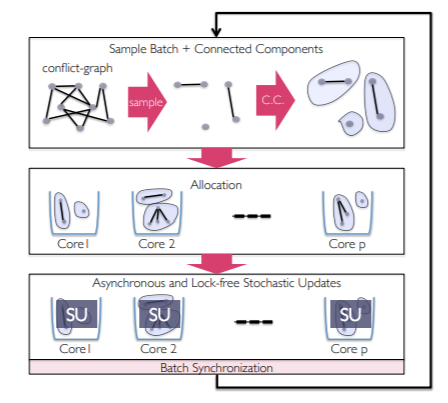 Sample Batch + Connected Components
conflict-graph
sample
C.C.
Allocation
Core1
Core 2
Core p
Asynchronous and Lock-free Stochastic Updates
SU
SU
SU
Core1
Core 2
Core p
Batch Synchronization